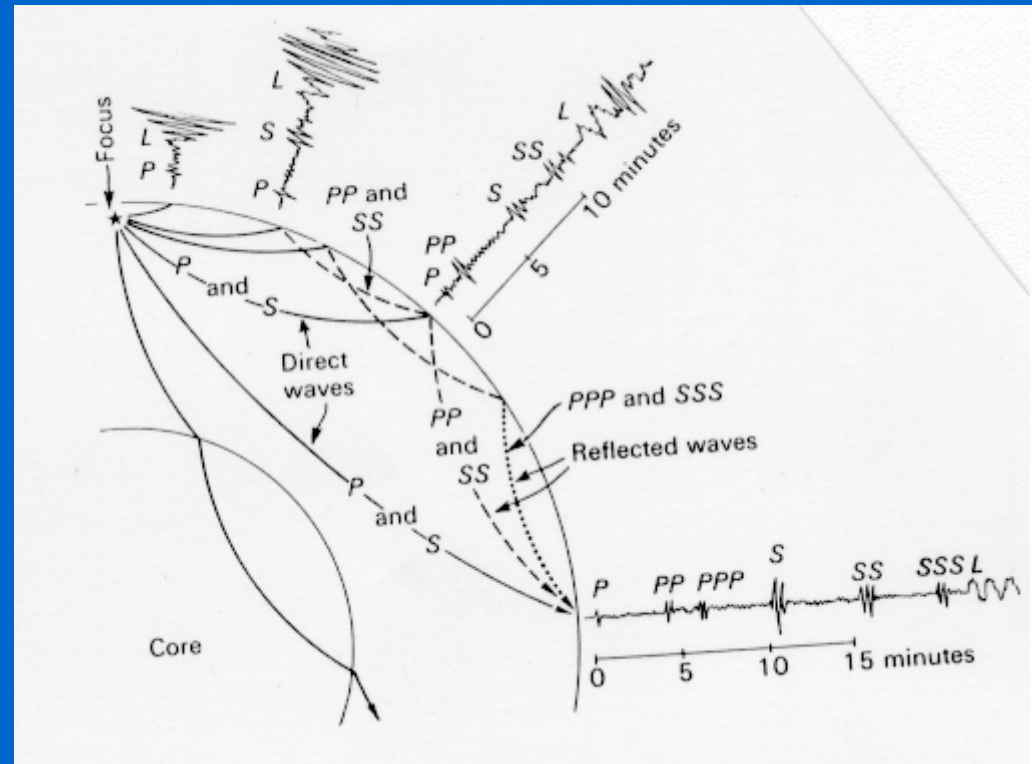 Focus
L
P
L
S
P
PP and
SS
L
SS
S
PP
P
10 minutes
5
0
P
and
S
Direct
waves
PP
and
SS
PPP and SSS
Reflected waves
P
and
S
Core
P PP PPP S SS SSS L
0 5 10 15 minutes